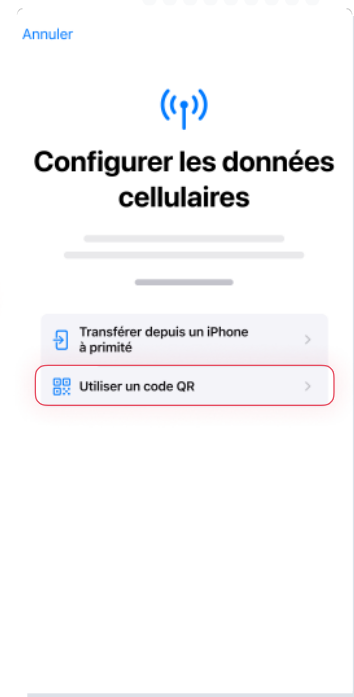 Annuler
Configurer les données
cellulaires
Transférer depuis un iPhone
à primité
Utiliser un code QR